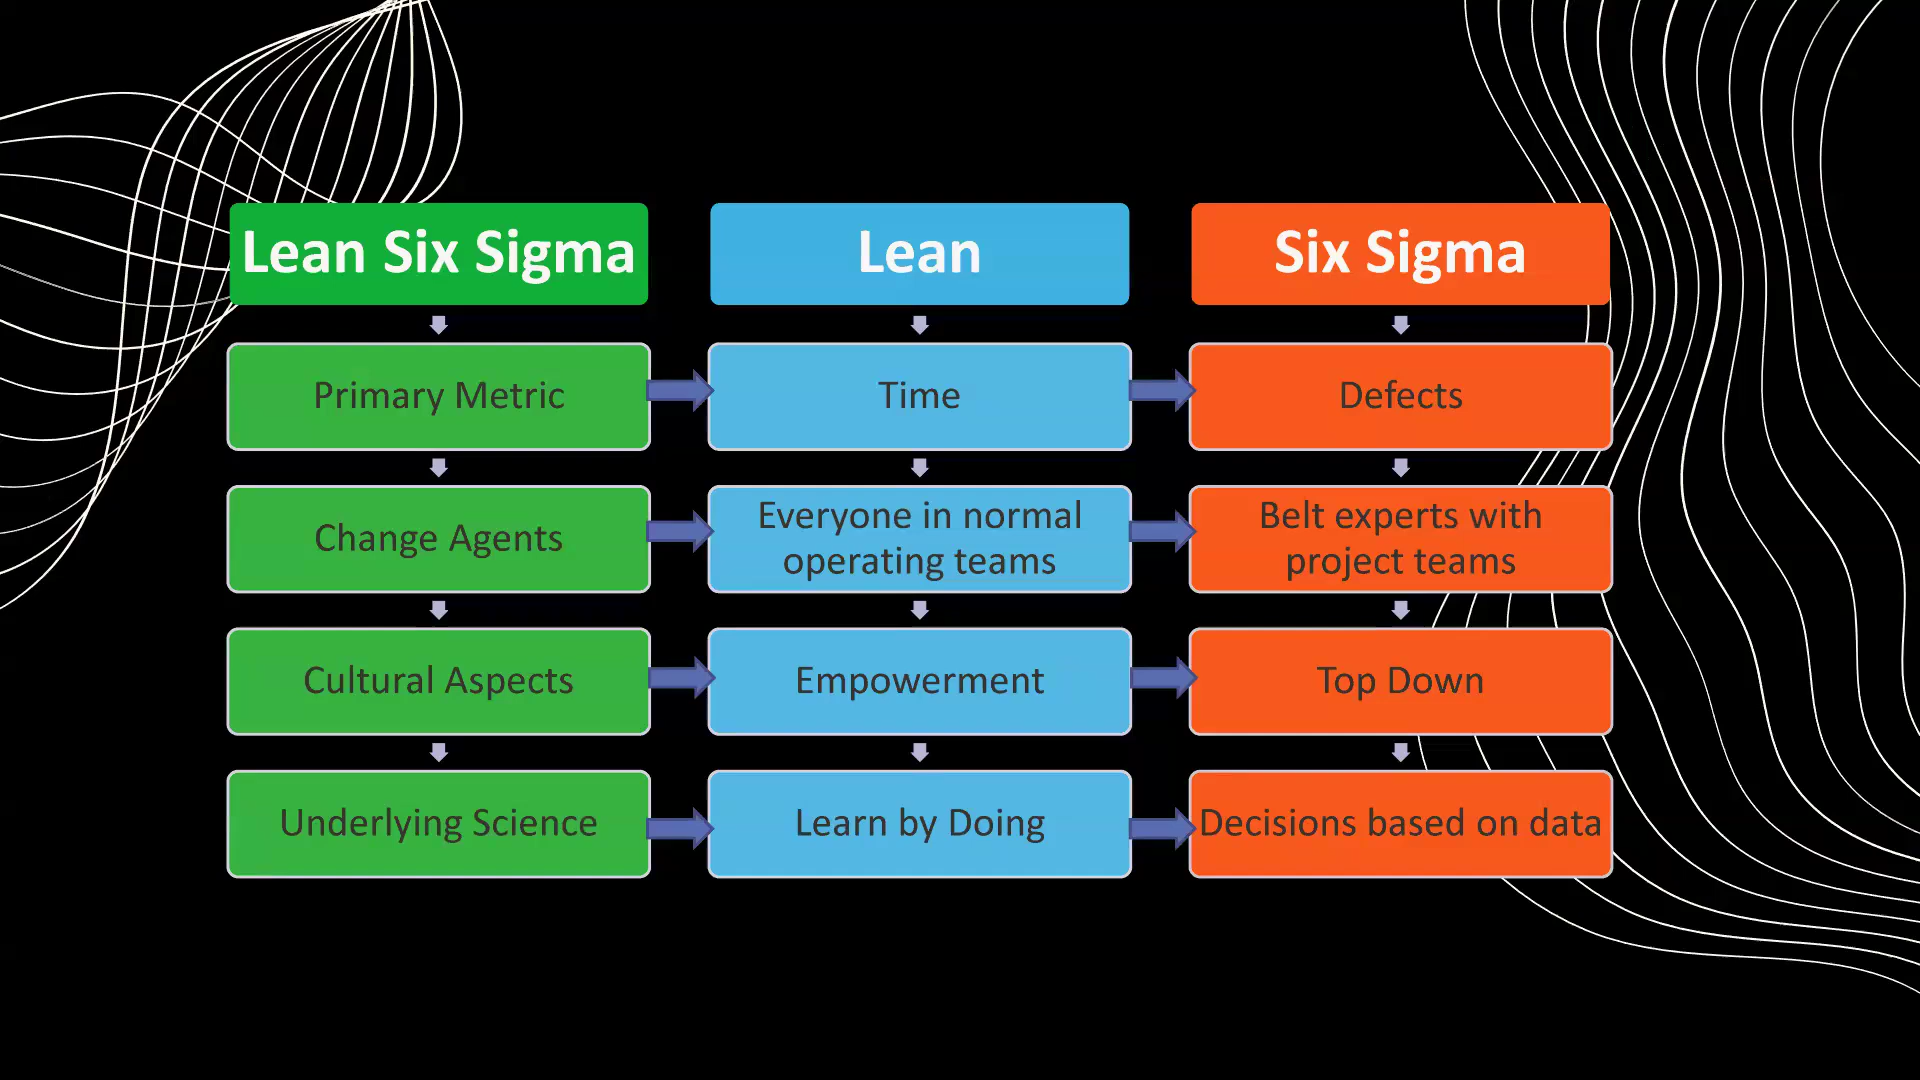 Lean Six Sigma
Lean
Six Sigma
Primary Metric
Time
Defects
Change Agents
Everyone in normal
operating teams
Belt experts with
project teams
Cultural Aspects
Empowerment
Top Down
Underlying Science
Learn by Doing
Decisions based on data